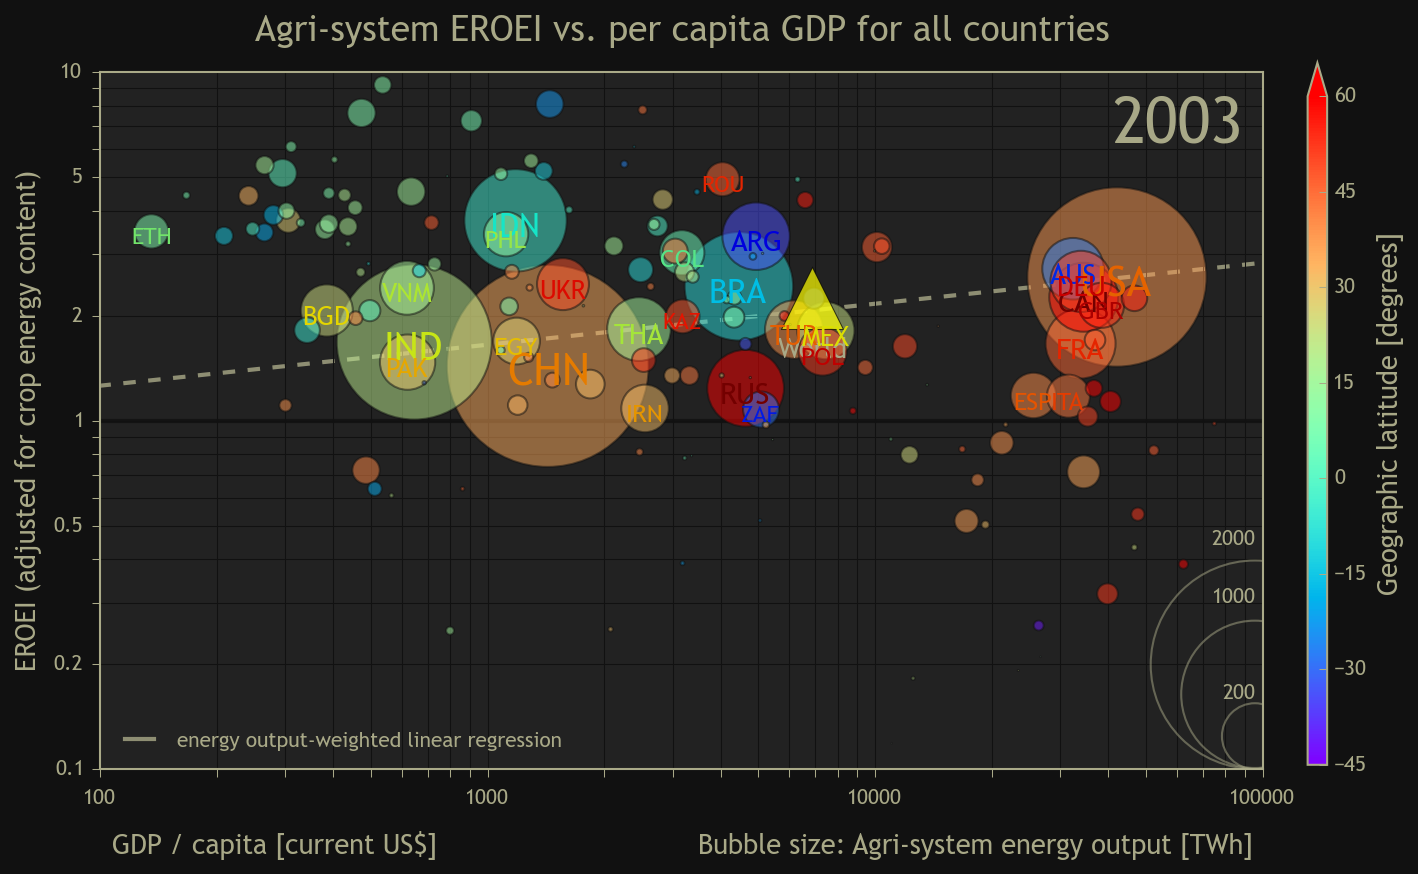 Agri-system EROEI vs. per capita GDP for all countries
2003
EROEI (adjusted for crop energy content)
10
5
2
1
0.5
0.2
0.1
100
1000
10000
100000
GDP / capita [current US$]
Bubble size: Agri-system energy output [TWh]
energy output-weighted linear regression
2000
1000
200
60
45
30
15
0
−15
−30
−45
Geographic latitude [degrees]
ETH
IDN
PHL
ROU
ARG
COL
AUS
USA
DEU
CAN
GBR
FRA
BRA
UKR
VNM
BGD
KAZ
THA
TUR
MEX
POL
IND
EGY
PAK
CHN
RUS
ZAF
IRN
ESP
ITA